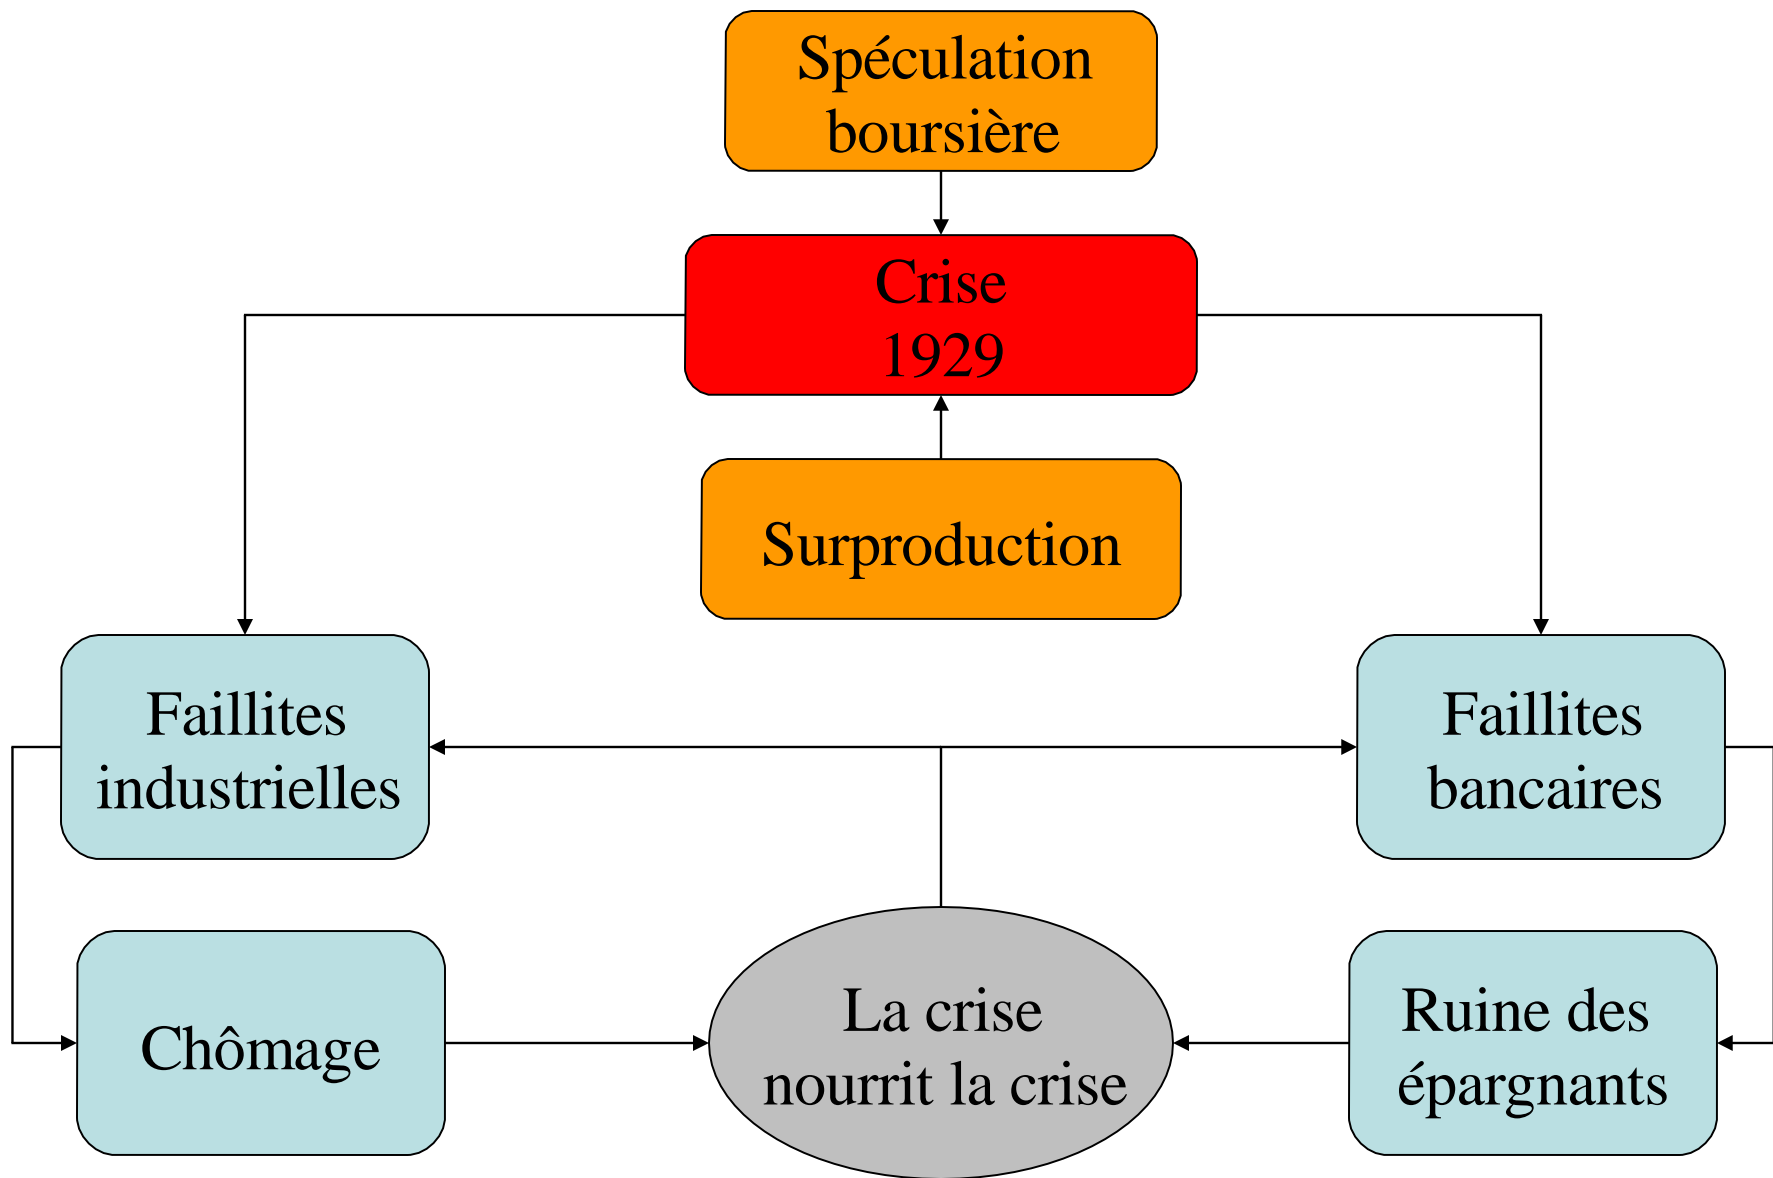 Spéculation
boursière
Crise
1929
Surproduction
Faillites
industrielles
Faillites
bancaires
Chômage
La crise
nourrit la crise
Ruine des
épargnants